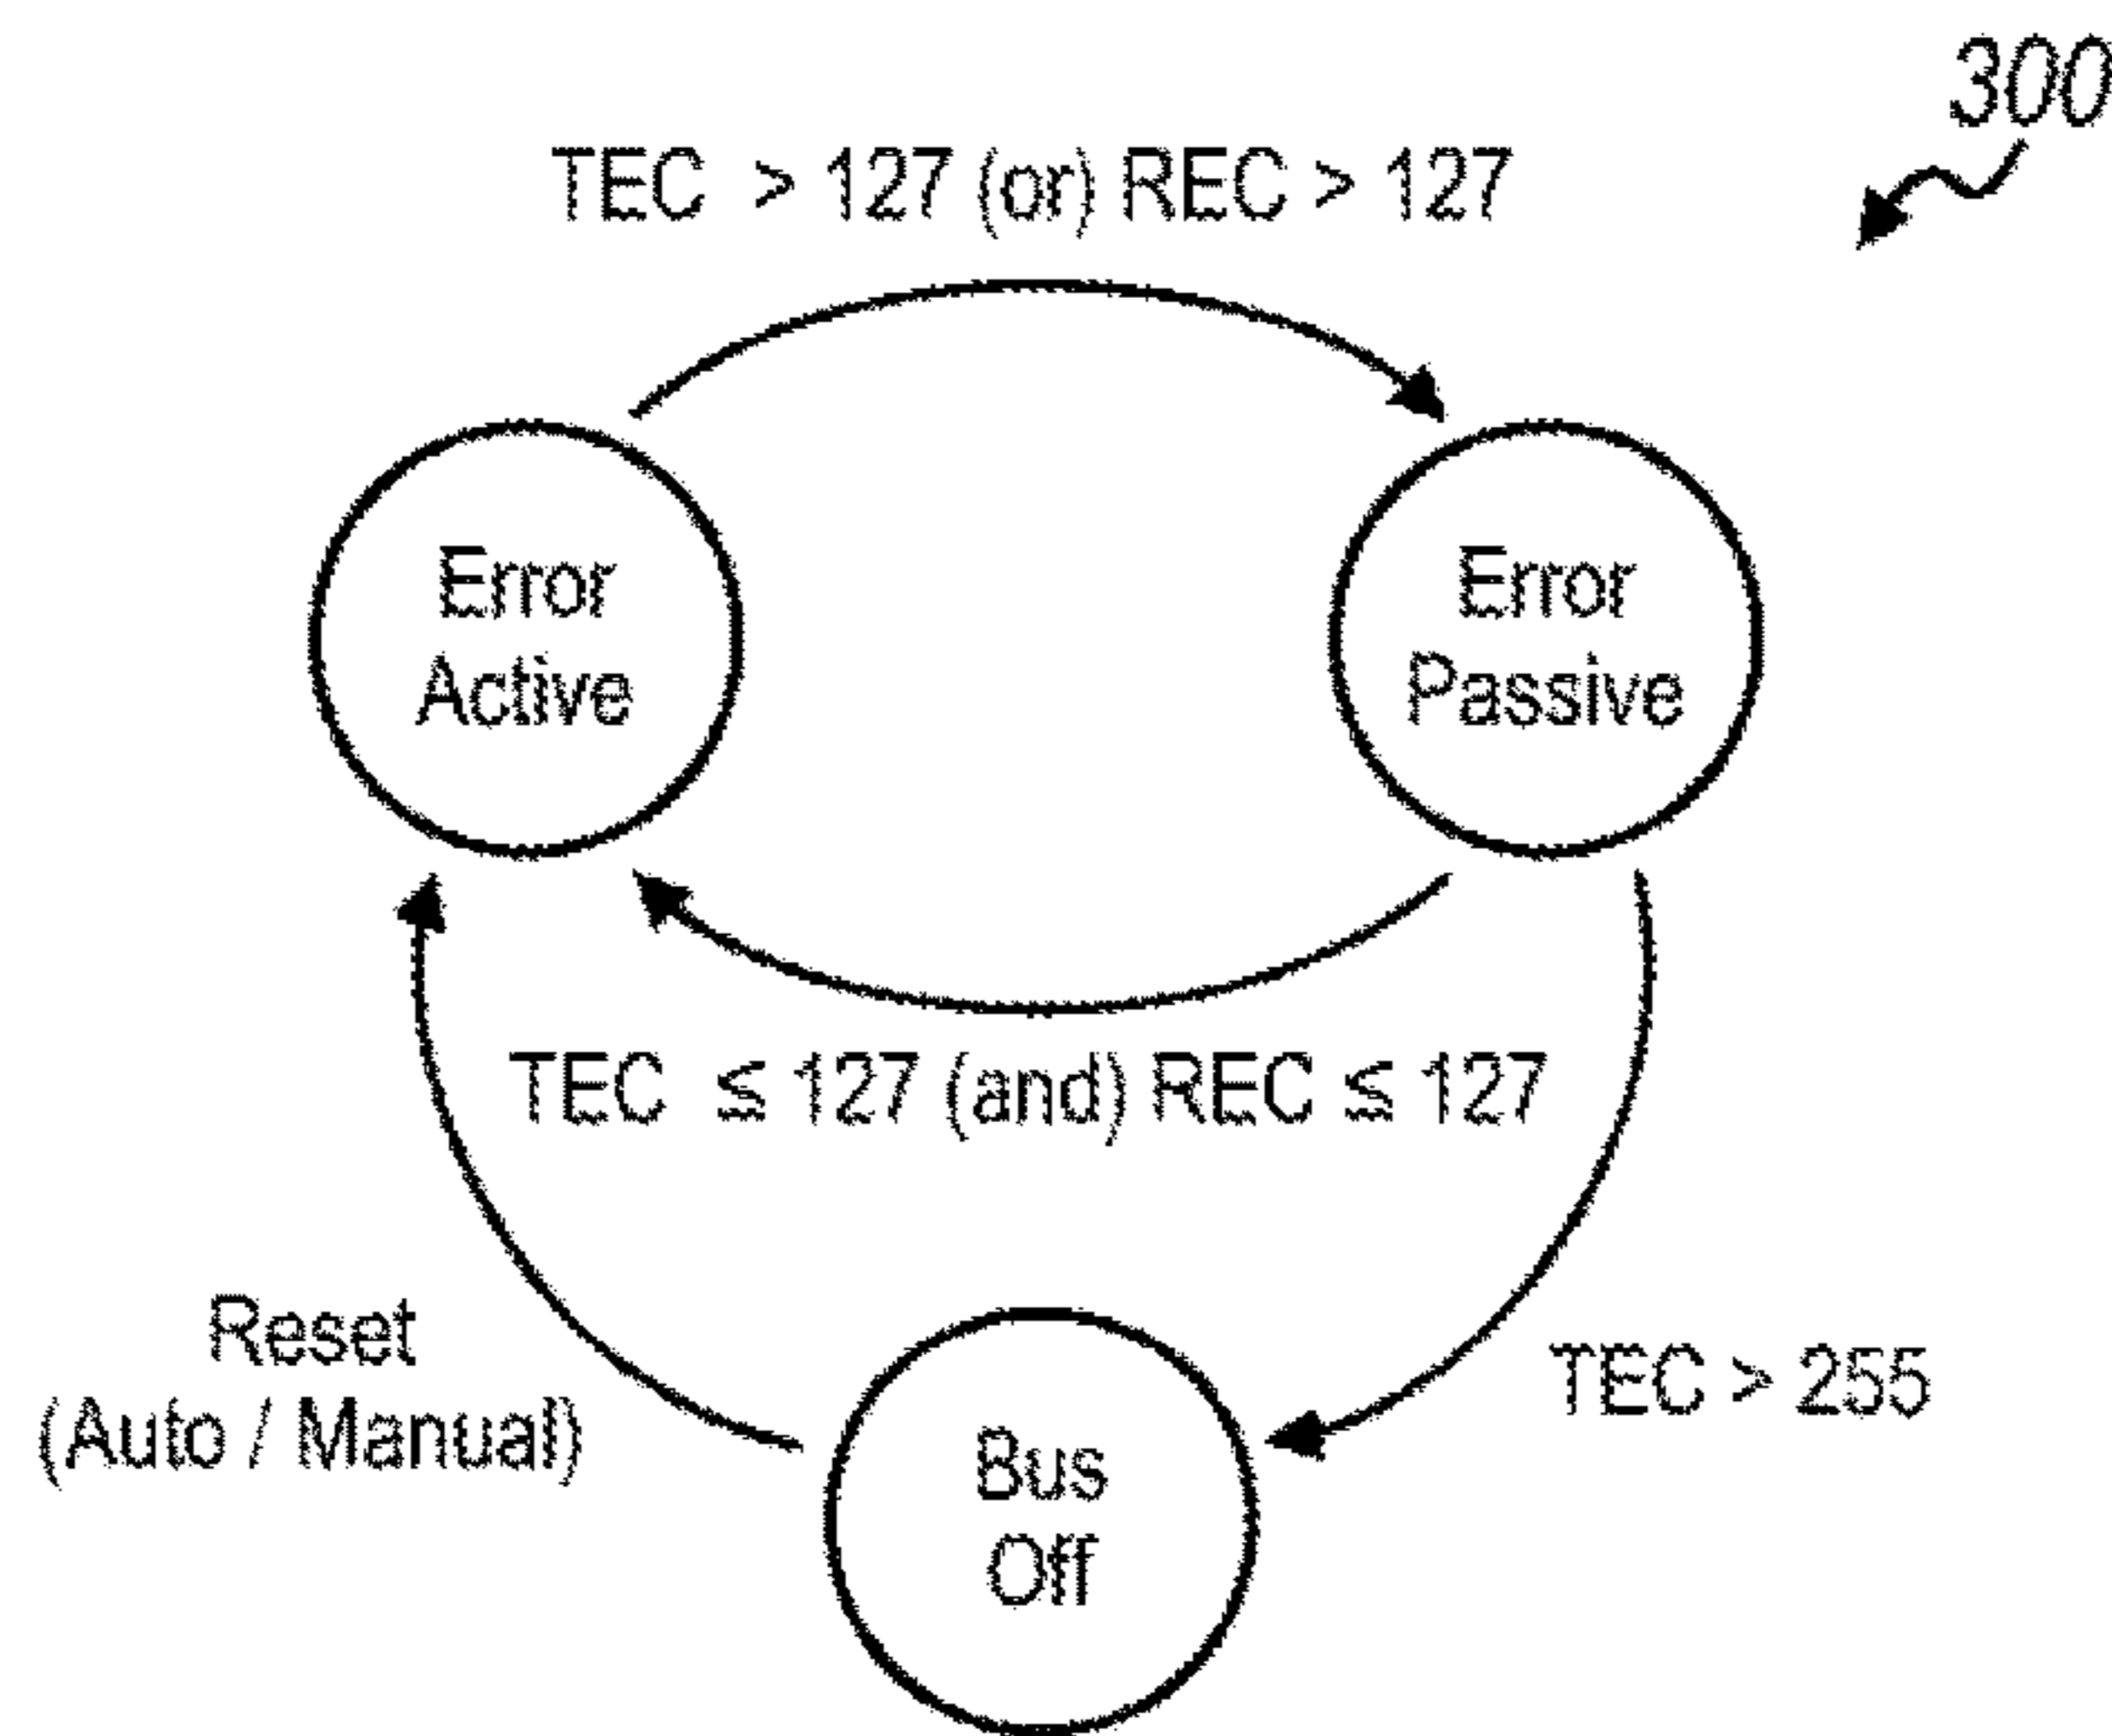 300
TEC > 127 (or) REC > 127
Error
Active
Error
Passive
TEC ≦ 127 (and) REC ≦ 127
Reset
(Auto / Manual)
TEC > 255
Bus
Off